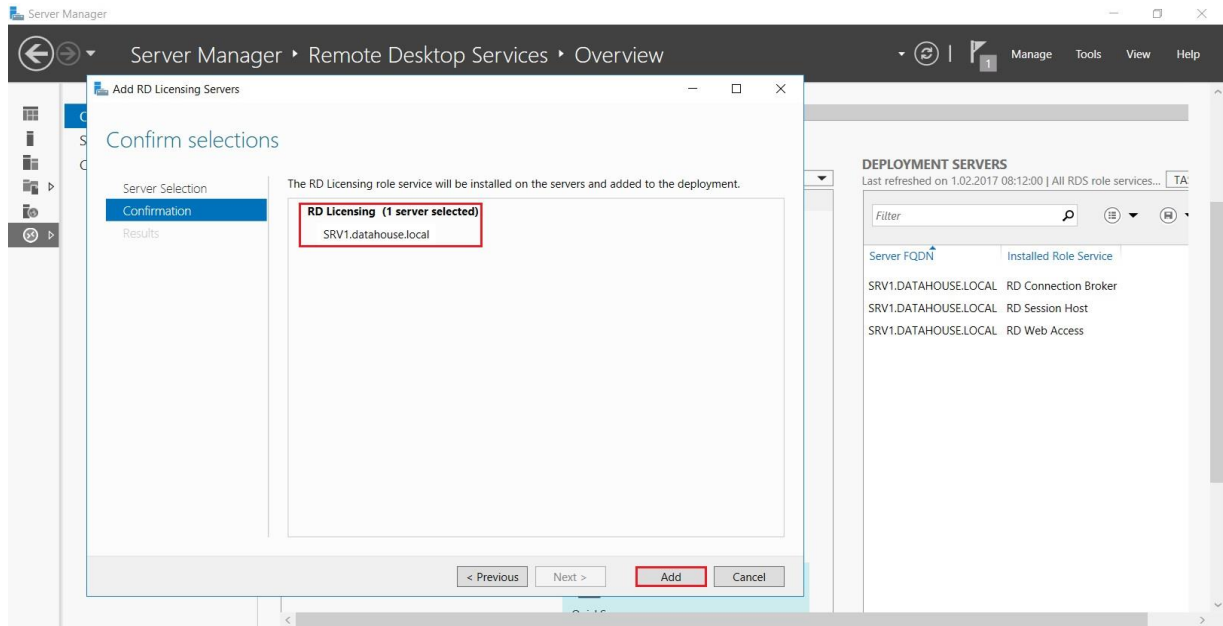 Server Manager
Server Manager ‣ Remote Desktop Services ‣ Overview
1
Manage Tools View Help
Add RD Licensing Servers
Confirm selections
Server Selection
Confirmation
Results
The RD Licensing role service will be installed on the servers and added to the deployment.
RD Licensing (1 server selected)
SRV1.datahouse.local
< Previous Next > Add Cancel
DEPLOYMENT SERVERS
Last refreshed on 1.02.2017 08:12:00 | All RDS role services...
Filter
Server FQDN Installed Role Service
SRV1.DATAHOUSE.LOCAL RD Connection Broker
SRV1.DATAHOUSE.LOCAL RD Session Host
SRV1.DATAHOUSE.LOCAL RD Web Access